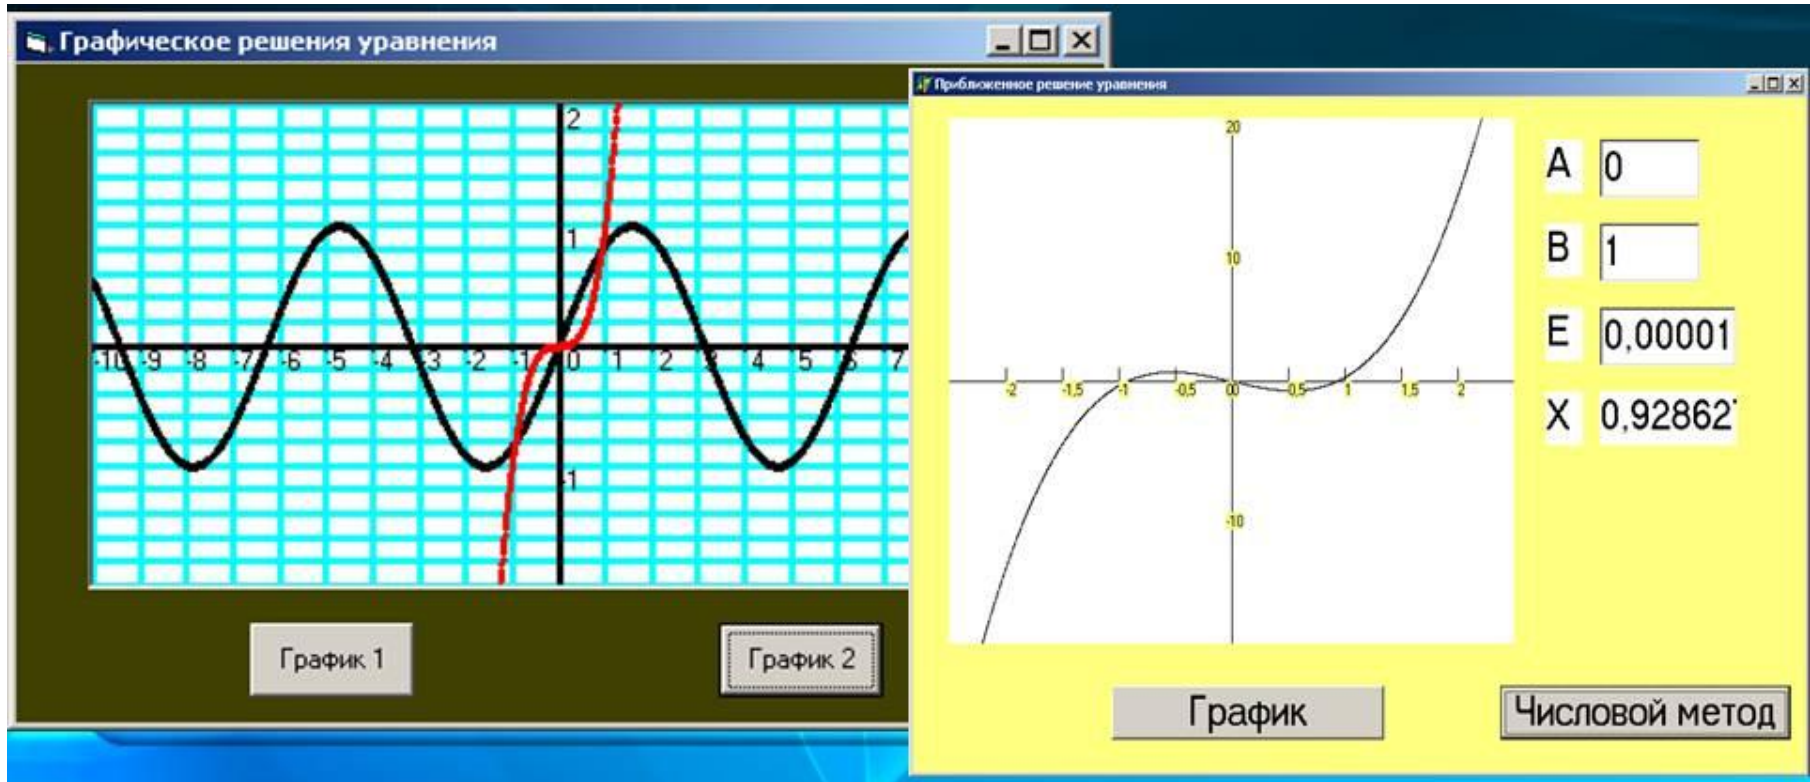 Графическое решения уравнения
2
1
-10 -9 -8 -7 -6 -5 -4 -3 -2 -1 0 1 2 3 4 5 6 7
-1
График 1
График 2
Приближенное решение уравнения
20
10
-2 -1,5 -1 -0,5 00 0,5 1 1,5 2
-10
A 0
B 1
E 0,00001
X 0,92862
График
Числовой метод